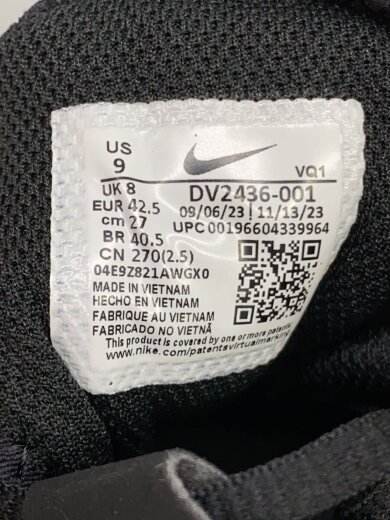 US
9
VQ1
UK 8
DV2436-001
EUR 42.5
09/06/23 | 11/13/23
cm 27
UPC 00196604339964
BR 40.5
CN 270(2.5)
04E9Z821AWGX0
MADE IN VIETNAM
HECHO EN VIETNAM
FABRIQUE AU VIETNAM
FABRICADO NO VIETNÃ
This product is covered by one or more patents
www.nike.com/patentsvirtualmarking